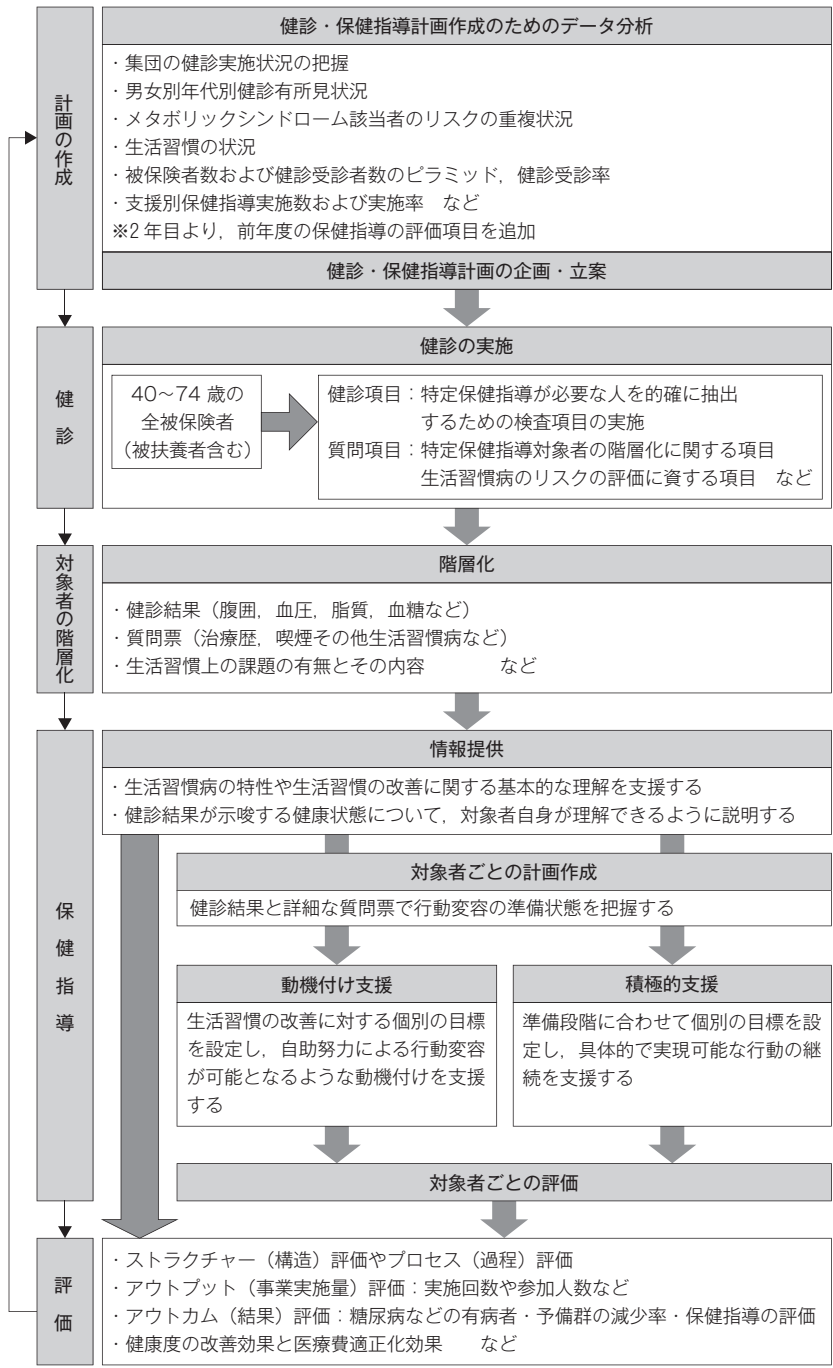 計画の作成
健診・保健指導計画作成のためのデータ分析
・集団の健診実施状況の把握
・男女別年代別健診有所見状況
・メタボリックシンドローム該当者のリスクの重複状況
・生活習慣の状況
・被保険者数および健診受診者数のピラミッド，健診受診率
・支援別保健指導実施数および実施率　など
※2年目より，前年度の保健指導の評価項目を追加
健診・保健指導計画の企画・立案
健診
健診の実施
40〜74 歳の
全被保険者
（被扶養者含む）
健診項目：特定保健指導が必要な人を的確に抽出
するための検査項目の実施
質問項目：特定保健指導対象者の階層化に関する項目
生活習慣病のリスクの評価に資する項目　など
対象者の階層化
階層化
・健診結果（腹囲，血圧，脂質，血糖など）
・質問票（治療歴，喫煙その他生活習慣病など）
・生活習慣上の課題の有無とその内容　　　　など
保健指導
情報提供
・生活習慣病の特性や生活習慣の改善に関する基本的な理解を支援する
・健診結果が示唆する健康状態について，対象者自身が理解できるように説明する
対象者ごとの計画作成
健診結果と詳細な質問票で行動変容の準備状態を把握する
動機付け支援
生活習慣の改善に対する個別の目標
を設定し，自助努力による行動変容
が可能となるような動機付けを支援
する
積極的支援
準備段階に合わせて個別の目標を設
定し，具体的で実現可能な行動の継
続を支援する
対象者ごとの評価
評価
・ストラクチャー（構造）評価やプロセス（過程）評価
・アウトプット（事業実施量）評価：実施回数や参加人数など
・アウトカム（結果）評価：糖尿病などの有病者・予備群の減少率・保健指導の評価
・健康度の改善効果と医療費適正化効果　　など